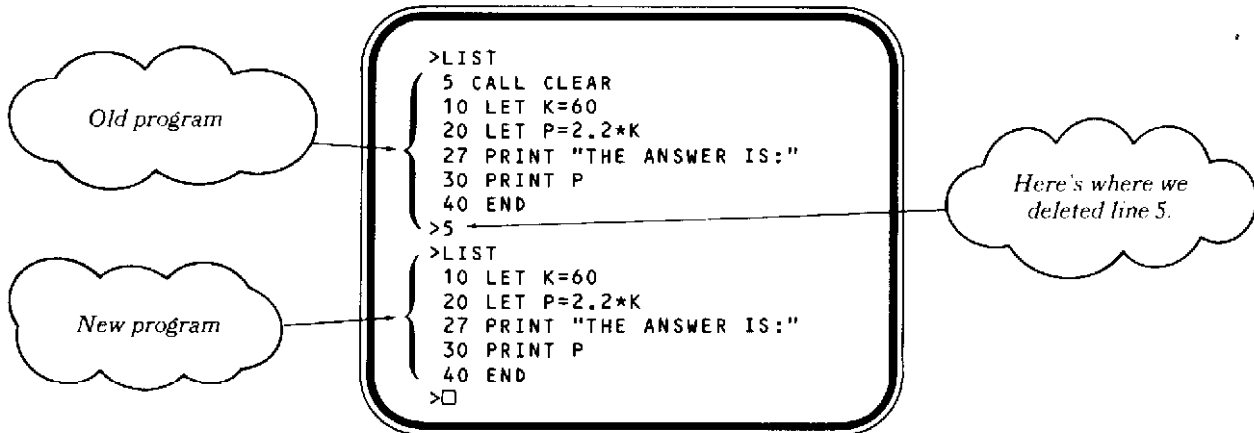 >LIST
5 CALL CLEAR
10 LET K=60
20 LET P=2.2*K
27 PRINT "THE ANSWER IS:"
30 PRINT P
40 END
>5
>LIST
10 LET K=60
20 LET P=2.2*K
27 PRINT "THE ANSWER IS:"
30 PRINT P
40 END
>□
Old program
New program
Here's where we
deleted line 5.